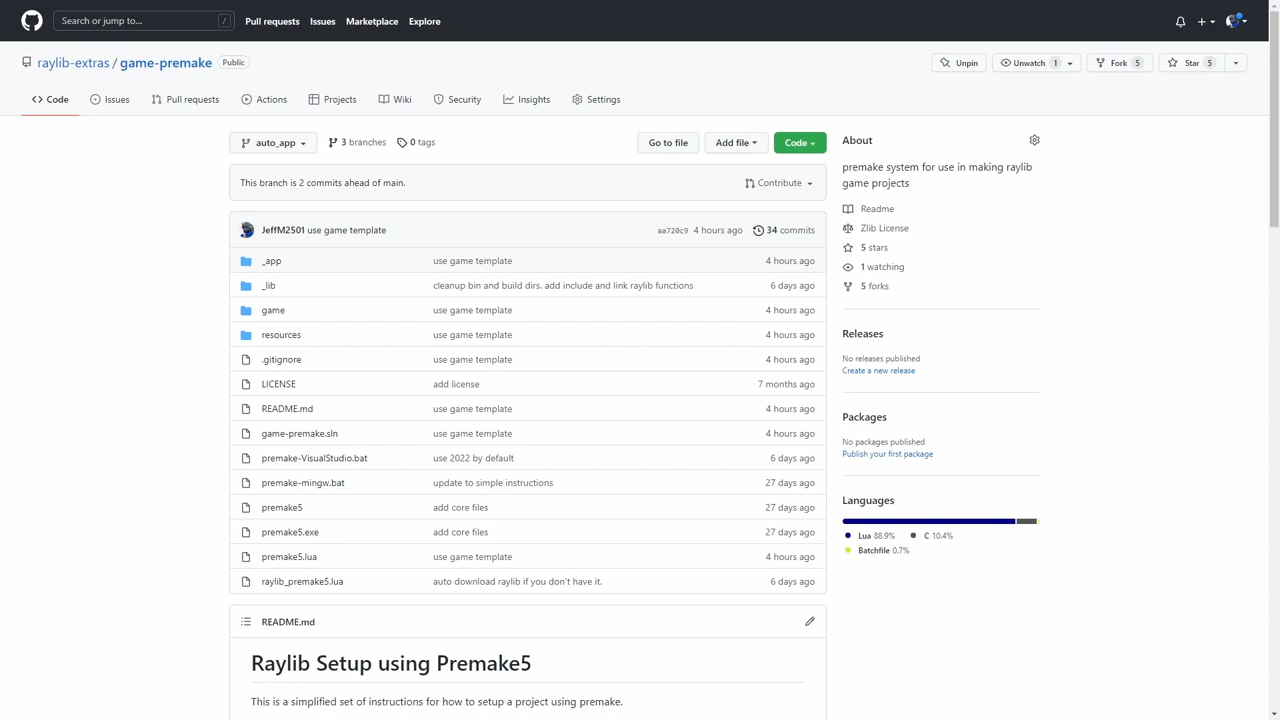 Search or jump to... /
Pull requests Issues Marketplace Explore
raylib-extras / game-premake Public
Unpin Unwatch 1 Fork 5 Star 5
Code Issues Pull requests Actions Projects Wiki Security Insights Settings
auto_app 3 branches 0 tags Go to file Add file Code
This branch is 2 commits ahead of main. Contribute
JeffM2501 use game template aa720c9 4 hours ago 34 commits
_app use game template 4 hours ago
_lib cleanup bin and build dirs. add include and link raylib functions 6 days ago
game use game template 4 hours ago
resources use game template 4 hours ago
.gitignore use game template 4 hours ago
LICENSE add license 7 months ago
README.md use game template 4 hours ago
game-premake.sln use game template 4 hours ago
premake-VisualStudio.bat use 2022 by default 6 days ago
premake-mingw.bat update to simple instructions 27 days ago
premake5 add core files 27 days ago
premake5.exe add core files 27 days ago
premake5.lua use game template 4 hours ago
raylib_premake5.lua auto download raylib if you don't have it. 6 days ago
README.md
Raylib Setup using Premake5
This is a simplified set of instructions for how to setup a project using premake.
About
premake system for use in making raylib
game projects
Readme
Zlib License
5 stars
1 watching
5 forks
Releases
No releases published
Create a new release
Packages
No packages published
Publish your first package
Languages
Lua 88.9% C 10.4%
Batchfile 0.7%